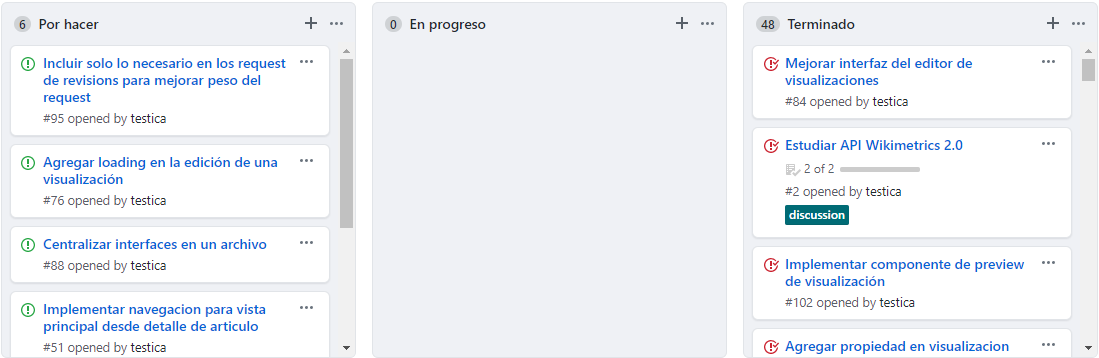 6 Por hacer
Incluir solo lo necesario en los request
de revisions para mejorar peso del
request
#95 opened by testica
Agregar loading en la edición de una
visualización
#76 opened by testica
Centralizar interfaces en un archivo
#88 opened by testica
Implementar navegacion para vista
principal desde detalle de articulo
#51 opened by testica
0 En progreso
48 Terminado
Mejorar interfaz del editor de
visualizaciones
#84 opened by testica
Estudiar API Wikimetrics 2.0
2 of 2
#2 opened by testica
discussion
Implementar componente de preview
de visualización
#102 opened by testica
Agregar propiedad en visualizacion